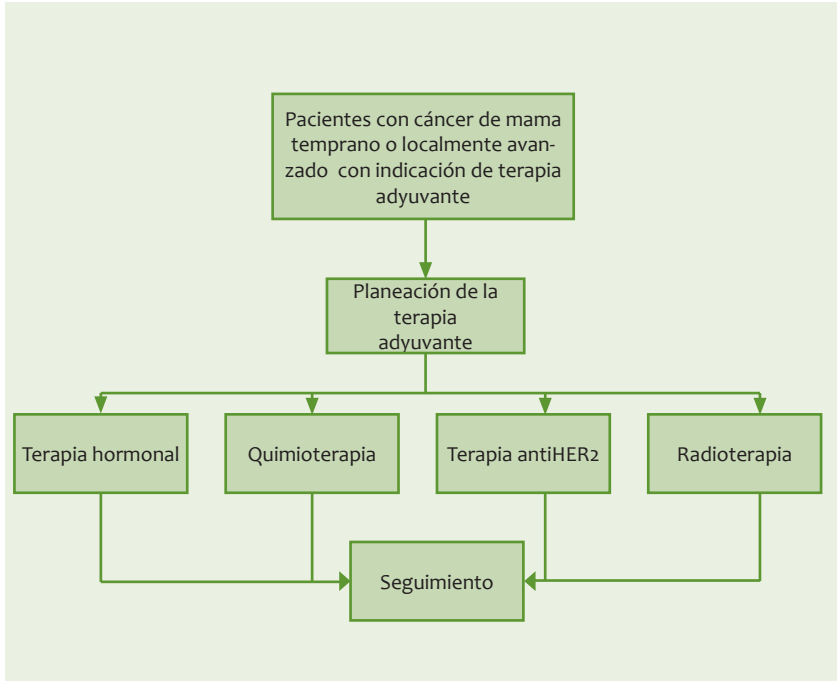 Pacientes con cáncer de mama
temprano o localmente avan-
zado con indicación de terapia
adyuvante
Planeación de la
terapia
adyuvante
Terapia hormonal
Quimioterapia
Terapia antiHER2
Radioterapia
Seguimiento